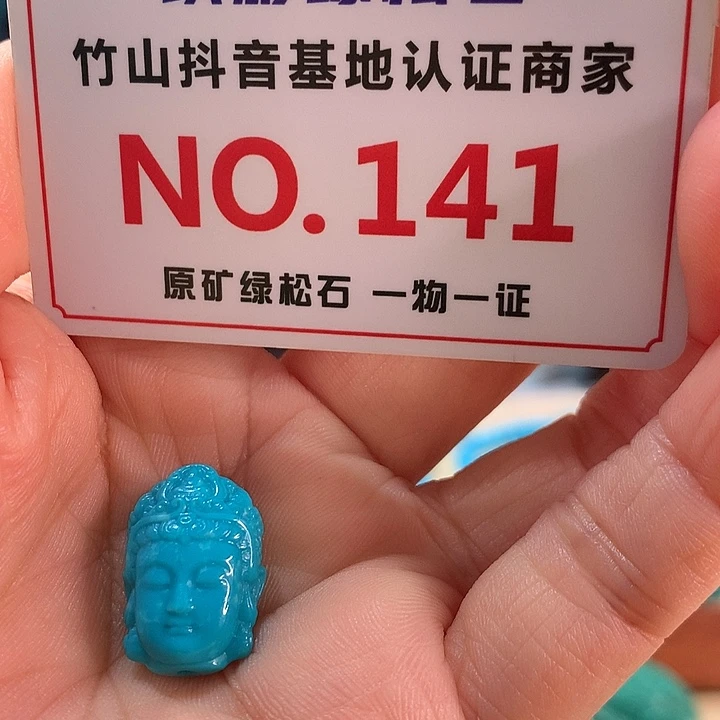 竹山抖音基地认证商家
NO.141
原矿绿松石 一物一证